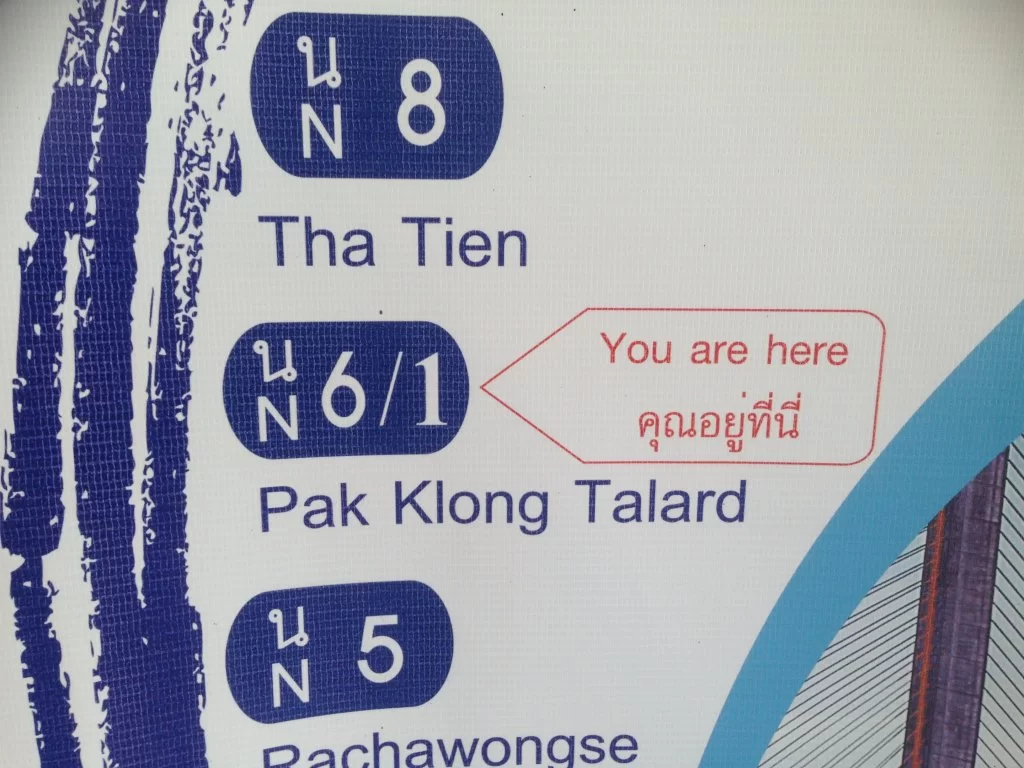 น
N 8
Tha Tien
น
N 6/1
You are here
คุณอยู่ที่นี่
Pak Klong Talard
น
N 5
Rachawongse